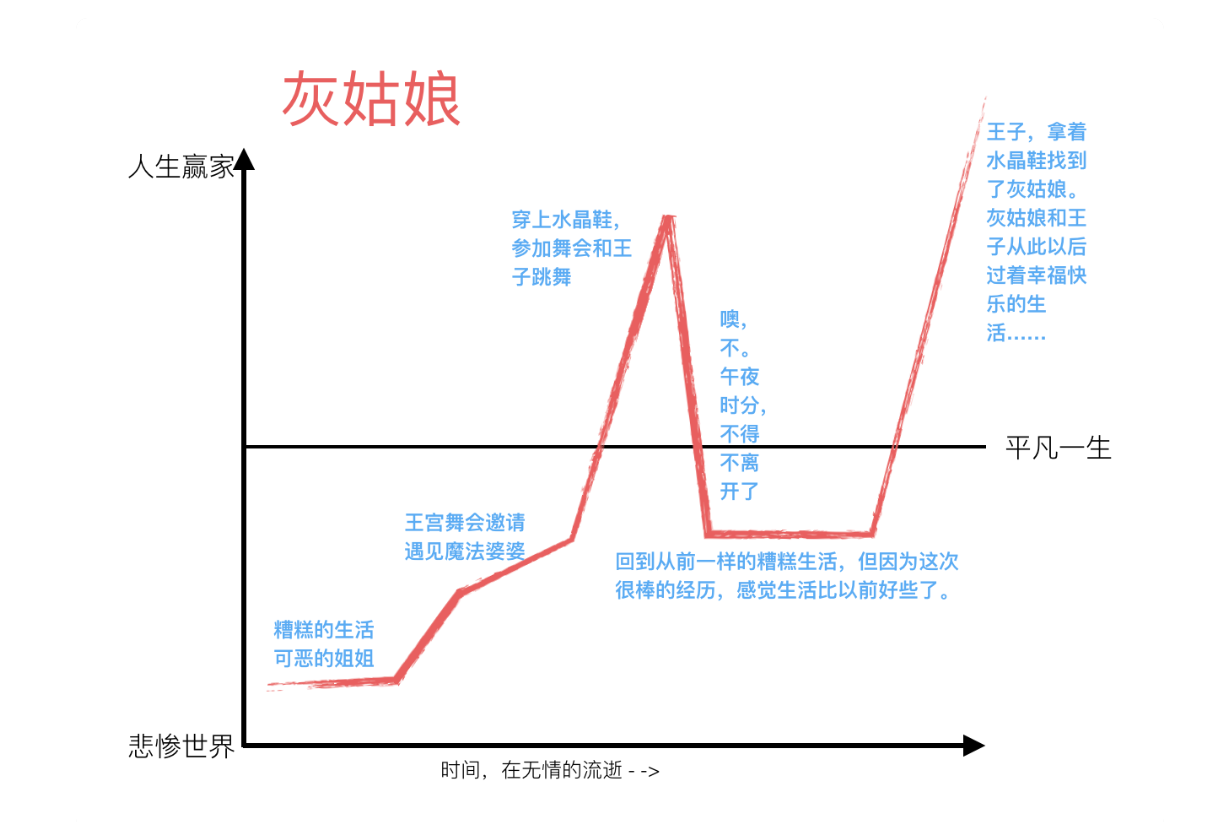 灰姑娘
人生赢家
王子，拿着
水晶鞋找到
了灰姑娘。
灰姑娘和王
子从此以后
过着幸福快
乐的生
活……
穿上水晶鞋，
参加舞会和王
子跳舞
噢，
不。
午夜
时分，
不得
不离
开了
平凡一生
王宫舞会邀请
遇见魔法婆婆
回到从前一样的糟糕生活，但因为这次
很棒的经历，感觉生活比以前好些了。
糟糕的生活
可恶的姐姐
悲惨世界
时间，在无情的流逝 - ->